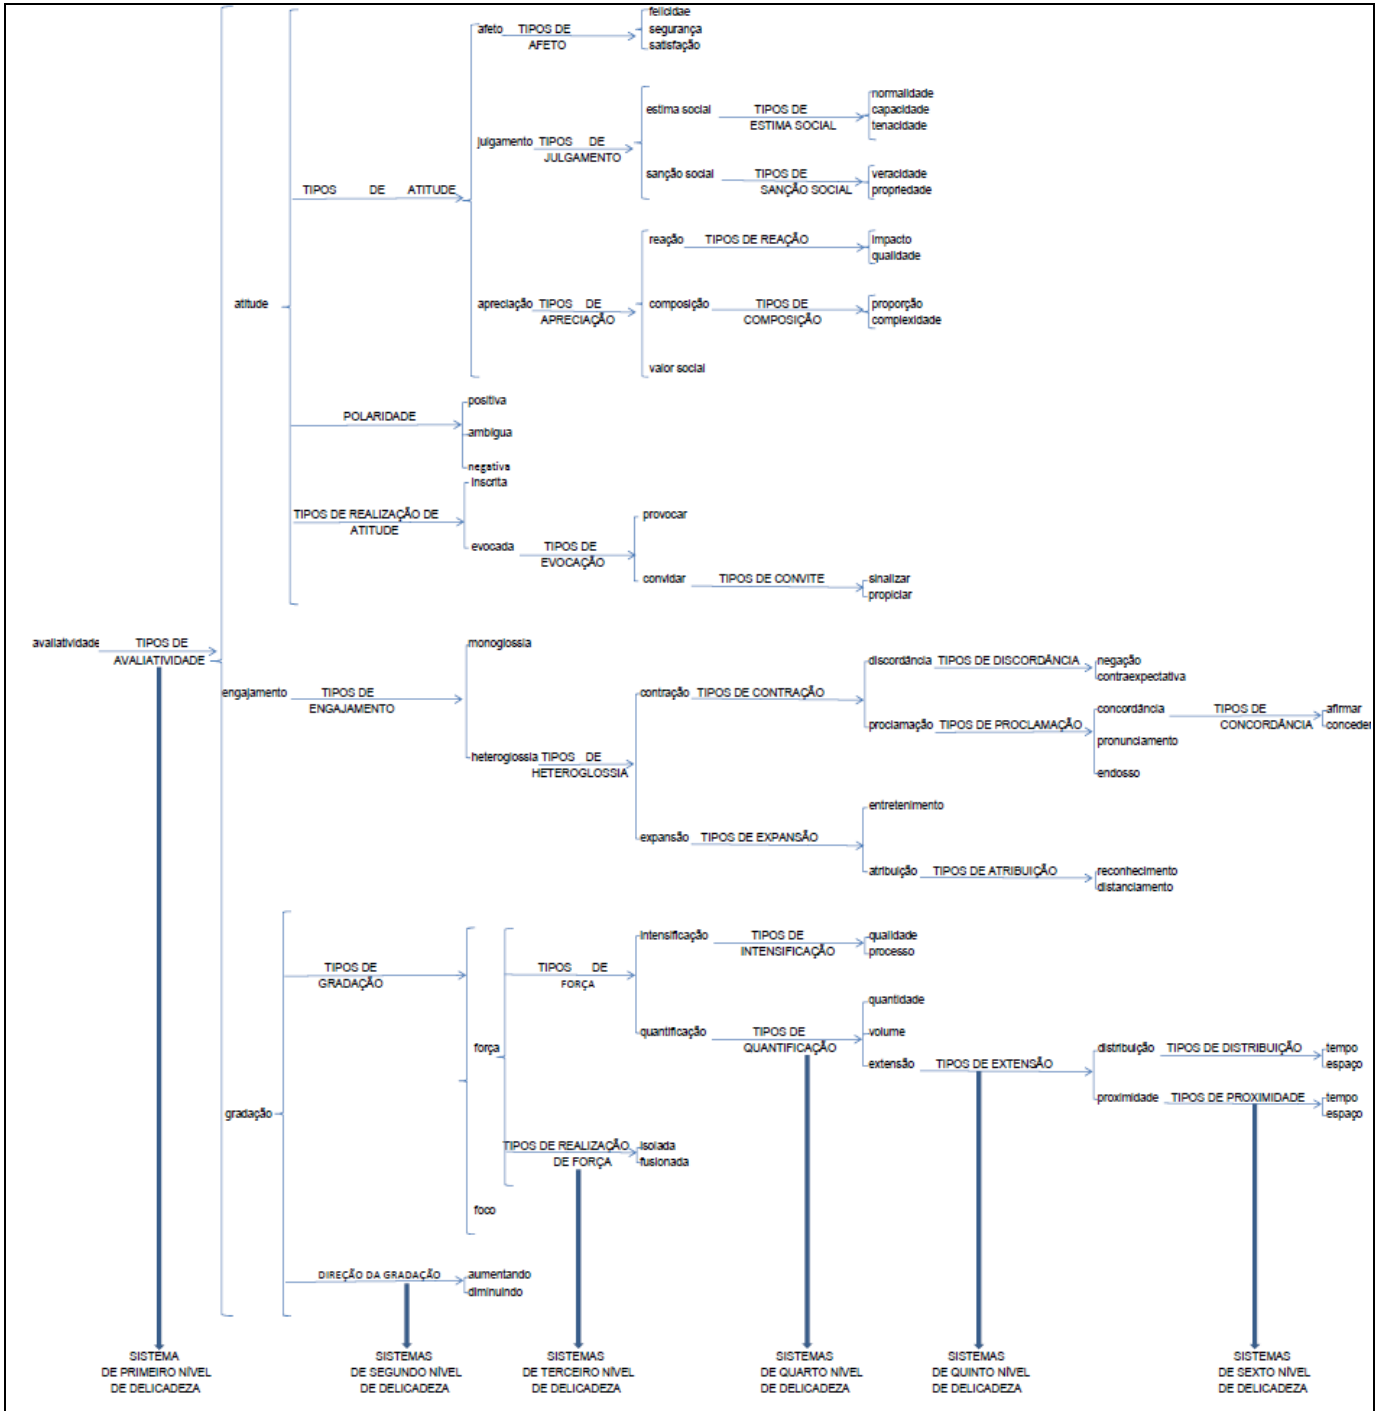 felicidae
afeto TIPOS DE segurança
AFETO satisfação
normalidade
estima social TIPOS DE capacidade
ESTIMA SOCIAL tenacidade
julgamento TIPOS DE
JULGAMENTO
sanção social TIPOS DE veracidade
SANÇÃO SOCIAL propriedade
TIPOS DE ATITUDE
reação TIPOS DE REAÇÃO impacto
qualidade
atitude apreciação TIPOS DE composição TIPOS DE proporção
APRECIAÇÃO COMPOSIÇÃO complexidade
valor social
positiva
POLARIDADE
ambigua
negativa
inscrita
TIPOS DE REALIZAÇÃO DE provocar
ATITUDE
evocada TIPOS DE
EVOCAÇÃO
convidar TIPOS DE CONVITE sinalizar
propiciar
avaliatividade TIPOS DE monoglossia
AVALIATIVIDADE discordância TIPOS DE DISCORDÂNCIA negação
contraexpectativa
engajamento TIPOS DE contração TIPOS DE CONTRAÇÃO
ENGAJAMENTO concordância TIPOS DE afirmar
proclamação TIPOS DE PROCLAMAÇÃO CONCORDÂNCIA conceder
pronunciamento
heteroglossia TIPOS DE
HETEROGLOSSIA endosso
entretenimento
expansão TIPOS DE EXPANSÃO
atribuição TIPOS DE ATRIBUIÇÃO reconhecimento
distanciamento
intensificação TIPOS DE qualidade
INTENSIFICAÇÃO processo
TIPOS DE TIPOS DE
GRADAÇÃO FORÇA
quantidade
quantificação TIPOS DE volume
força QUANTIFICAÇÃO
distribuição TIPOS DE DISTRIBUIÇÃO tempo
extensão TIPOS DE EXTENSÃO espaço
proximidade TIPOS DE PROXIMIDADE tempo
gradação espaço
TIPOS DE REALIZAÇÃO isolada
DE FORÇA fusionada
foco
DIREÇÃO DA GRADAÇÃO aumentando
diminuindo
SISTEMA SISTEMAS SISTEMAS SISTEMAS SISTEMAS SISTEMAS
DE PRIMEIRO NÍVEL DE SEGUNDO NÍVEL DE TERCEIRO NÍVEL DE QUARTO NÍVEL DE QUINTO NÍVEL DE SEXTO NÍVEL
DE DELICADEZA DE DELICADEZA DE DELICADEZA DE DELICADEZA DE DELICADEZA DE DELICADEZA